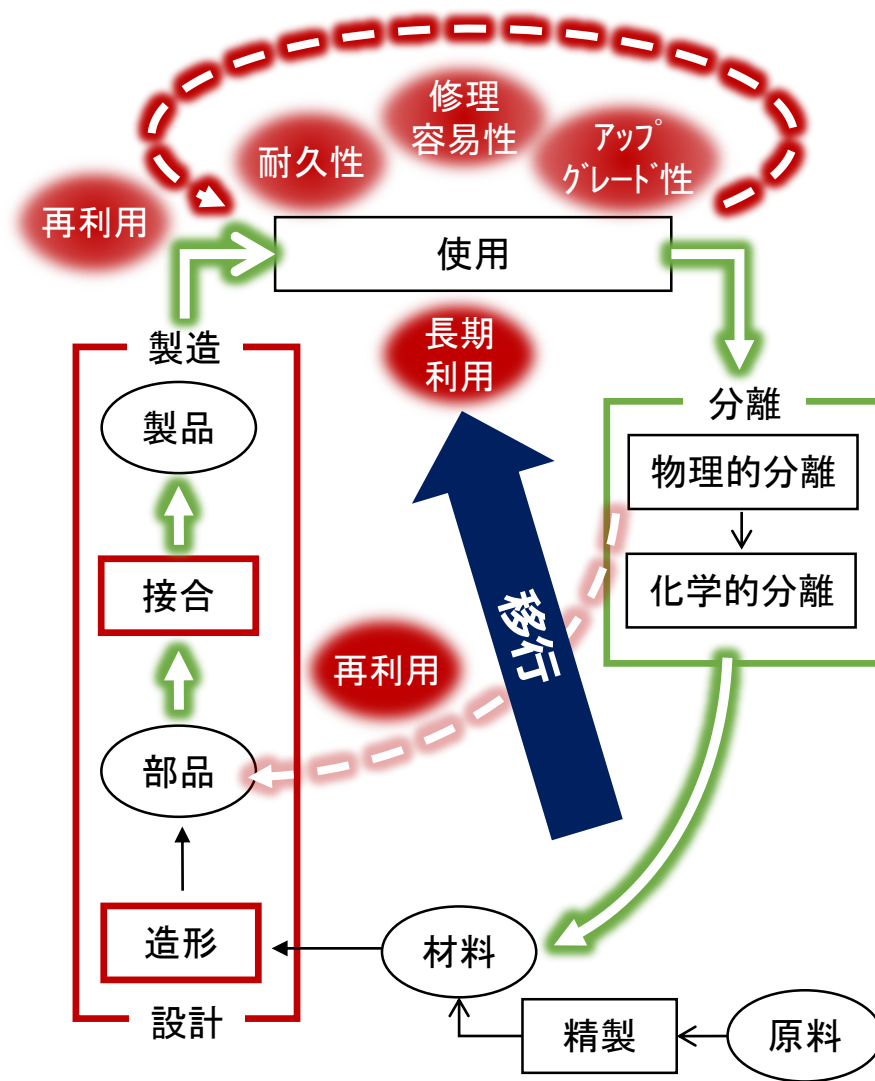 修理
容易性
アップ
グレード性
耐久性
再利用
使用
長期
利用
製造
製品
接合
部品
造形
設計
分離
物理的分離
化学的分離
移行
再利用
材料
精製
原料